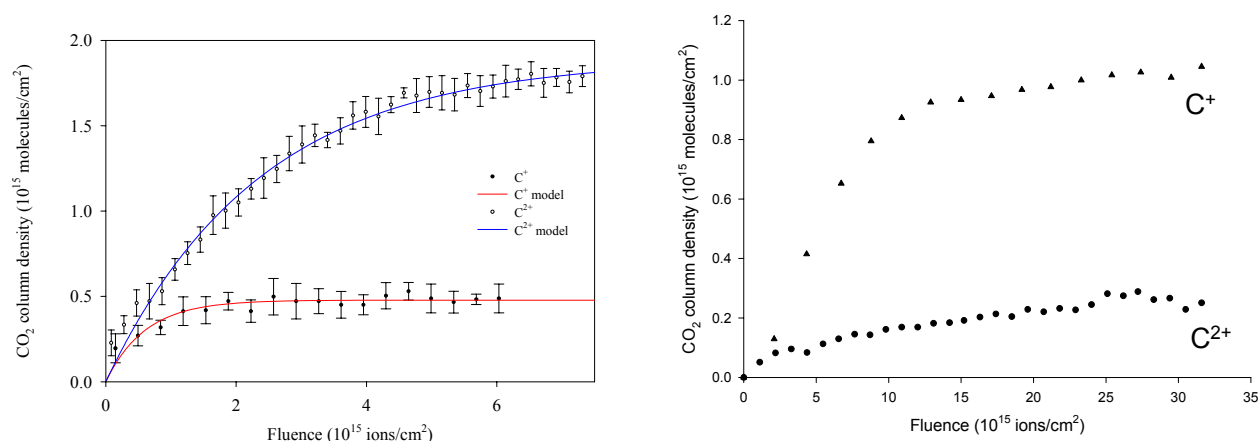 CO2 column density (10^15 molecules/cm^2)
2.0
1.5
1.0
0.5
0.0
C+
C+ model
C2+
C2+ model
0 2 4 6
Fluence (10^15 ions/cm^2)
CO2 column density (10^15 molecules/cm^2)
1.2
1.0
0.8
0.6
0.4
0.2
0.0
C+
C2+
0 5 10 15 20 25 30 35
Fluence (10^15 ions/cm^2)